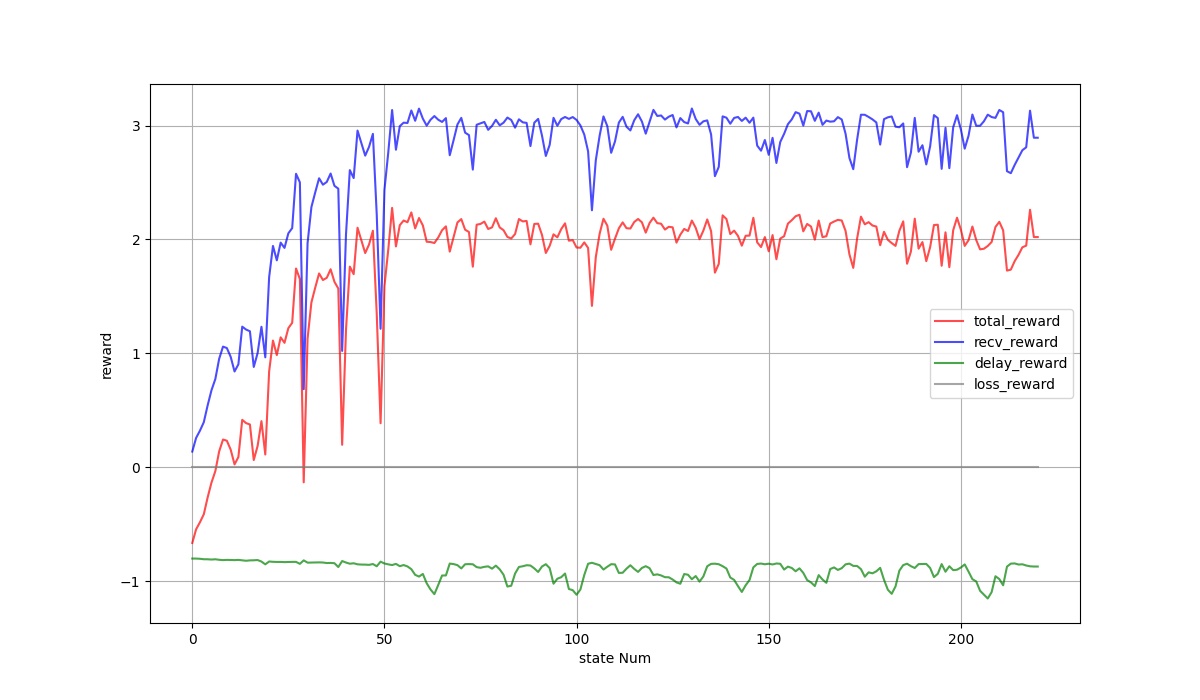 reward
3
2
1
0
−1
total_reward
recv_reward
delay_reward
loss_reward
0 50 100 150 200
state Num